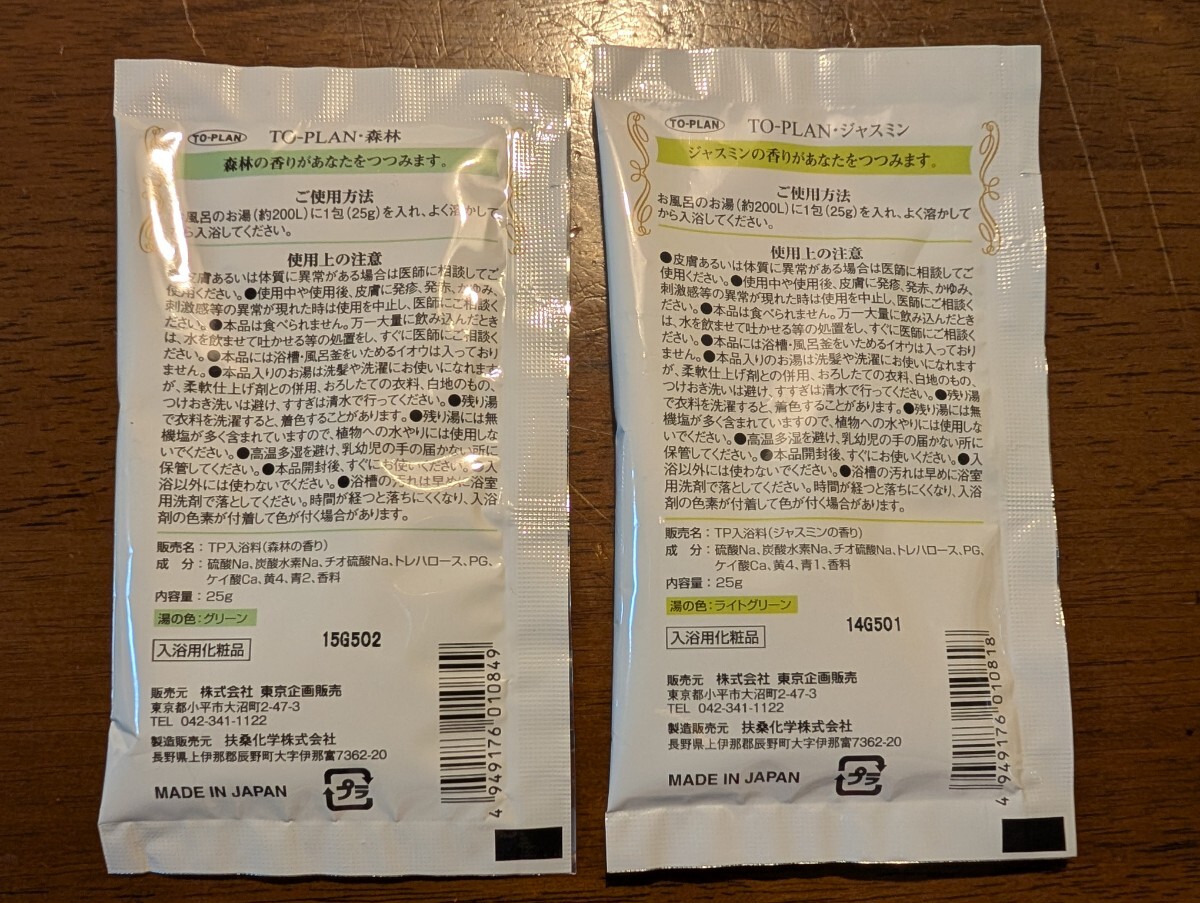 TO-PLAN TO-PLAN・森林
森林の香りがあなたをつつみます。
ご使用方法
風呂のお湯(約200L)に1包(25g)を入れ、よく溶かして
ら入浴してください。
使用上の注意
皮膚あるいは体質に異常がある場合は医師に相談してご
使用ください。●使用中や使用後、皮膚に発疹、発赤、かゆみ、
刺激感等の異常が現れた時は使用を中止し、医師にご相談く
ださい。●本品は食べられません。万一大量に飲み込んだとき
は、水を飲ませて吐かせる等の処置をし、すぐに医師にご相談く
ださい。●本品には浴槽・風呂釜をいためるイオウは入っており
ません。●本品入りのお湯は洗髪や洗濯にお使いになれます
が、柔軟仕上げ剤との併用、おろしたての衣料、白地のもの、
つけおき洗いは避け、すすぎは清水で行ってください。●残り湯
で衣料を洗濯すると、着色することがあります。●残り湯には無
機塩が多く含まれていますので、植物への水やりには使用しな
いでください。●高温多湿を避け、乳幼児の手の届かない所に
保管してください。●本品開封後、すぐにお使いください。●入
浴以外には使わないでください。●浴槽の汚れは早めに浴室
用洗剤で落としてください。時間が経つと落ちにくくなり、入浴
剤の色素が付着して色が付く場合があります。
販売名：TP入浴料(森林の香り)
成 分：硫酸Na、炭酸水素Na、チオ硫酸Na、トレハロース、PG、
ケイ酸Ca、黄4、青2、香料
内容量：25g
湯の色：グリーン
15G502
入浴用化粧品
販売元 株式会社 東京企画販売
東京都小平市大沼町2-47-3
TEL 042-341-1122
製造販売元 扶桑化学株式会社
長野県上伊那郡辰野町大字伊那富7362-20
MADE IN JAPAN
プラ
4 949176 010849
TO-PLAN TO-PLAN・ジャスミン
ジャスミンの香りがあなたをつつみます。
ご使用方法
お風呂のお湯(約200L)に1包(25g)を入れ、よく溶かして
から入浴してください。
使用上の注意
●皮膚あるいは体質に異常がある場合は医師に相談してご
使用ください。●使用中や使用後、皮膚に発疹、発赤、かゆみ、
刺激感等の異常が現れた時は使用を中止し、医師にご相談く
ださい。●本品は食べられません。万一大量に飲み込んだとき
は、水を飲ませて吐かせる等の処置をし、すぐに医師にご相談く
ださい。●本品には浴槽・風呂釜をいためるイオウは入っており
ません。●本品入りのお湯は洗髪や洗濯にお使いになれます
が、柔軟仕上げ剤との併用、おろしたての衣料、白地のもの、
つけおき洗いは避け、すすぎは清水で行ってください。●残り湯
で衣料を洗濯すると、着色することがあります。●残り湯には無
機塩が多く含まれていますので、植物への水やりには使用しな
いでください。●高温多湿を避け、乳幼児の手の届かない所に
保管してください。●本品開封後、すぐにお使いください。●入
浴以外には使わないでください。●浴槽の汚れは早めに浴室
用洗剤で落としてください。時間が経つと落ちにくくなり、入浴
剤の色素が付着して色が付く場合があります。
販売名：TP入浴料(ジャスミンの香り)
成 分：硫酸Na、炭酸水素Na、チオ硫酸Na、トレハロース、PG、
ケイ酸Ca、黄4、青1、香料
内容量：25g
湯の色：ライトグリーン
14G501
入浴用化粧品
販売元 株式会社 東京企画販売
東京都小平市大沼町2-47-3
TEL 042-341-1122
製造販売元 扶桑化学株式会社
長野県上伊那郡辰野町大字伊那富7362-20
MADE IN JAPAN
プラ
4 949176 010818